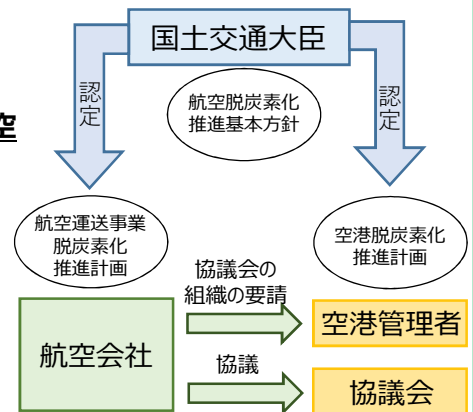 国土交通大臣
認定
航空脱炭素化
推進基本方針
認定
空
航空運送事業
脱炭素化
推進計画
空港脱炭素化
推進計画
協議会の
組織の要請
航空会社
空港管理者
協議
協議会